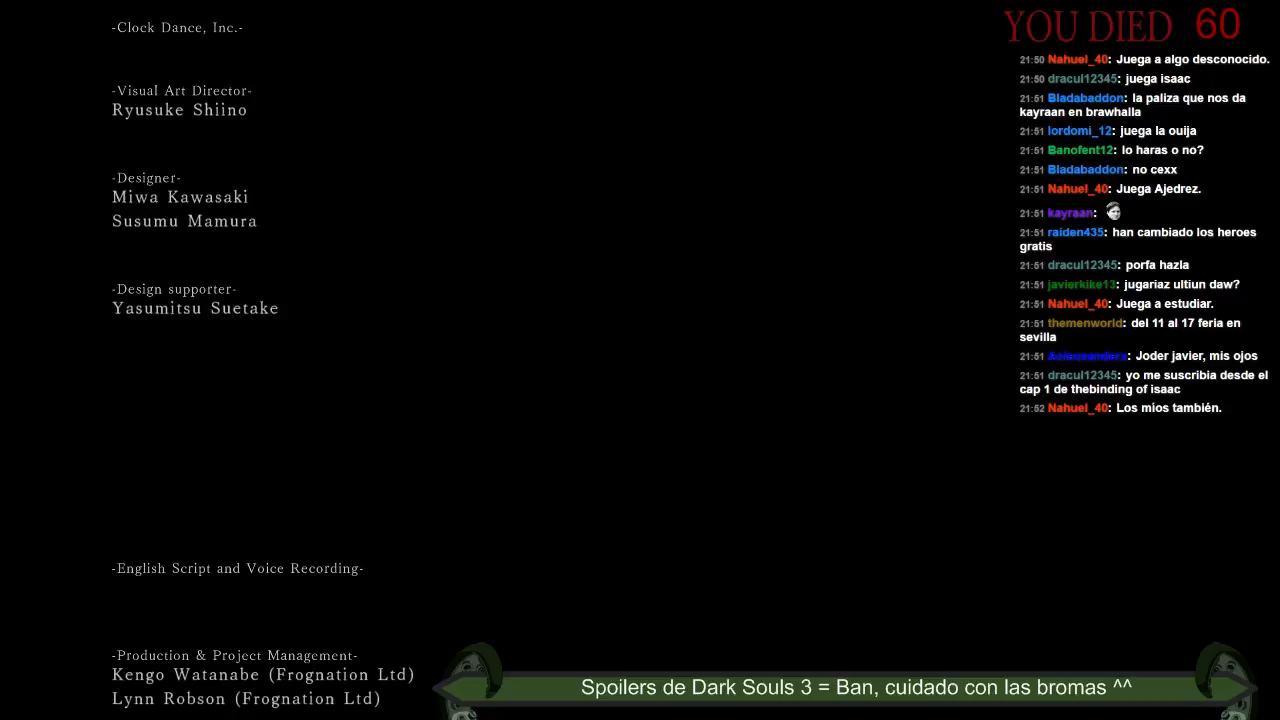 -Clock Dance, Inc.-
-Visual Art Director-
Ryusuke Shiino
-Designer-
Miwa Kawasaki
Susumu Mamura
-Design supporter-
Yasumitsu Suetake
-English Script and Voice Recording-
-Production & Project Management-
Kengo Watanabe (Frognation Ltd)
Lynn Robson (Frognation Ltd)
YOU DIED 60
21:50 Nahuel_40: Juega a algo desconocido.
21:50 dracul12345: juega isaac
21:51 Bladabaddon: la paliza que nos da
kayraan en brawhalla
21:51 lordomi_12: juega la ouija
21:51 Banofent12: lo haras o no?
21:51 Bladabaddon: no cexx
21:51 Nahuel_40: Juega Ajedrez.
21:51 kayraan:
21:51 raiden435: han cambiado los heroes
gratis
21:51 dracul12345: porfa hazla
21:51 javierkike13: jugariaz ultiun daw?
21:51 Nahuel_40: Juega a estudiar.
21:51 themenworld: del 11 al 17 feria en
sevilla
21:51 : Joder javier, mis ojos
21:51 dracul12345: yo me suscribia desde el
cap 1 de thebinding of isaac
21:52 Nahuel_40: Los míos también.
Spoilers de Dark Souls 3 = Ban, cuidado con las bromas ^^